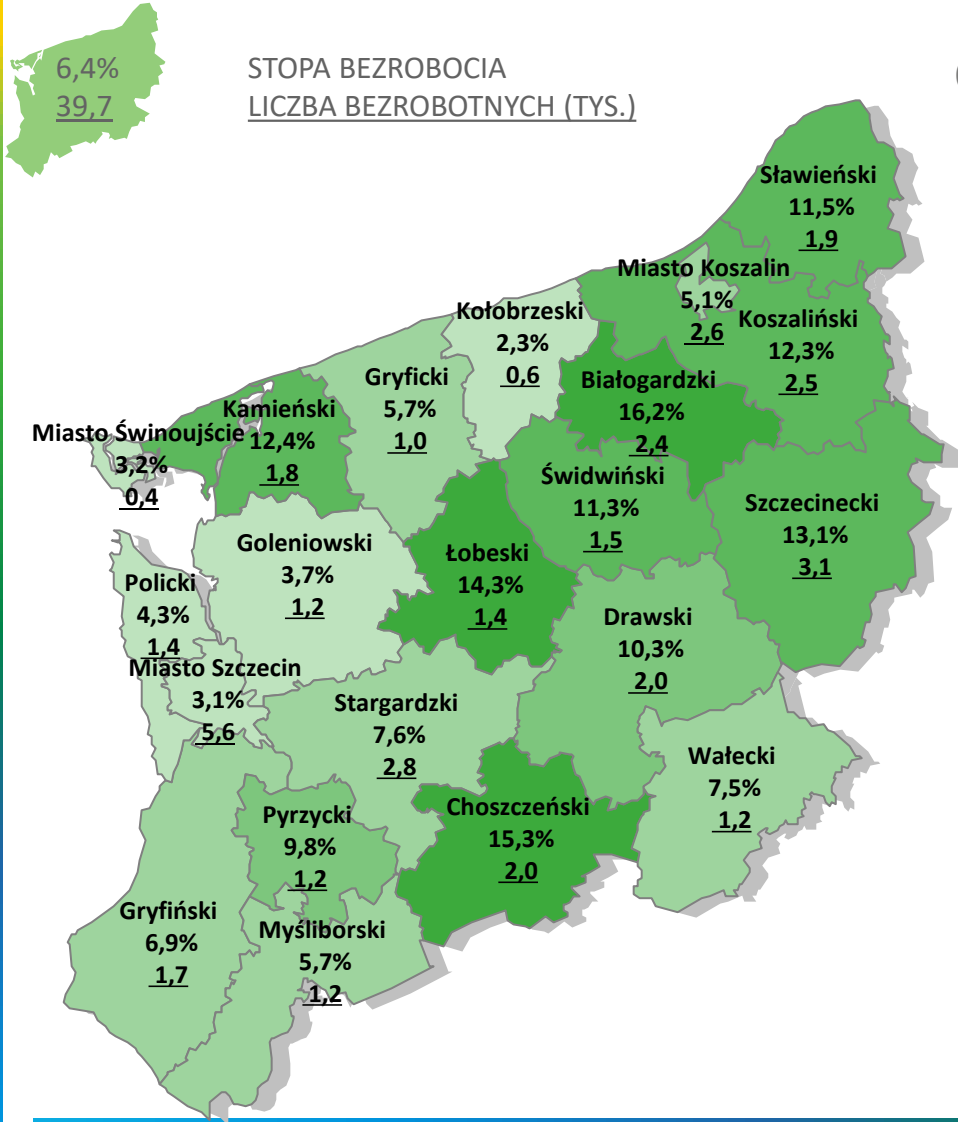 6,4%
39,7
STOPA BEZROBOCIA
LICZBA BEZROBOTNYCH (TYS.)
Sławieński
11,5%
1,9
Miasto Koszalin
5,1%
2,6
Koszaliński
12,3%
2,5
Kołobrzeski
2,3%
0,6
Białogardzki
16,2%
2,4
Gryficki
5,7%
1,0
Kamieński
12,4%
1,8
Miasto Świnoujście
3,2%
0,4
Świdwiński
11,3%
1,5
Szczecinecki
13,1%
3,1
Goleniowski
3,7%
1,2
Łobeski
14,3%
1,4
Policki
4,3%
1,4
Drawski
10,3%
2,0
Miasto Szczecin
3,1%
5,6
Stargardzki
7,6%
2,8
Wałecki
7,5%
1,2
Choszczeński
15,3%
2,0
Pyrzycki
9,8%
1,2
Gryfiński
6,9%
1,7
Myśliborski
5,7%
1,2